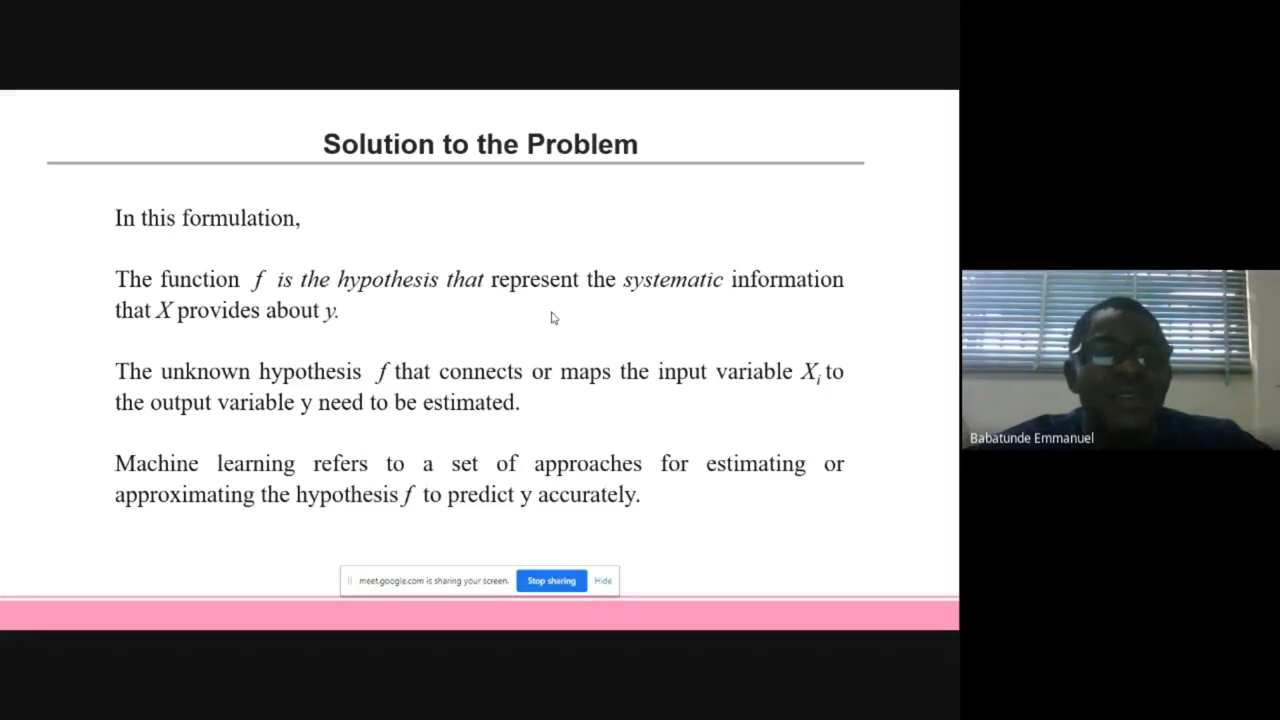 Solution to the Problem
In this formulation,
The function f is the hypothesis that represent the systematic information
that X provides about y.
The unknown hypothesis f that connects or maps the input variable Xi to
the output variable y need to be estimated.
Machine learning refers to a set of approaches for estimating or
approximating the hypothesis f to predict y accurately.
meet.google.com is sharing your screen. Stop sharing Hide
Babatunde Emmanuel